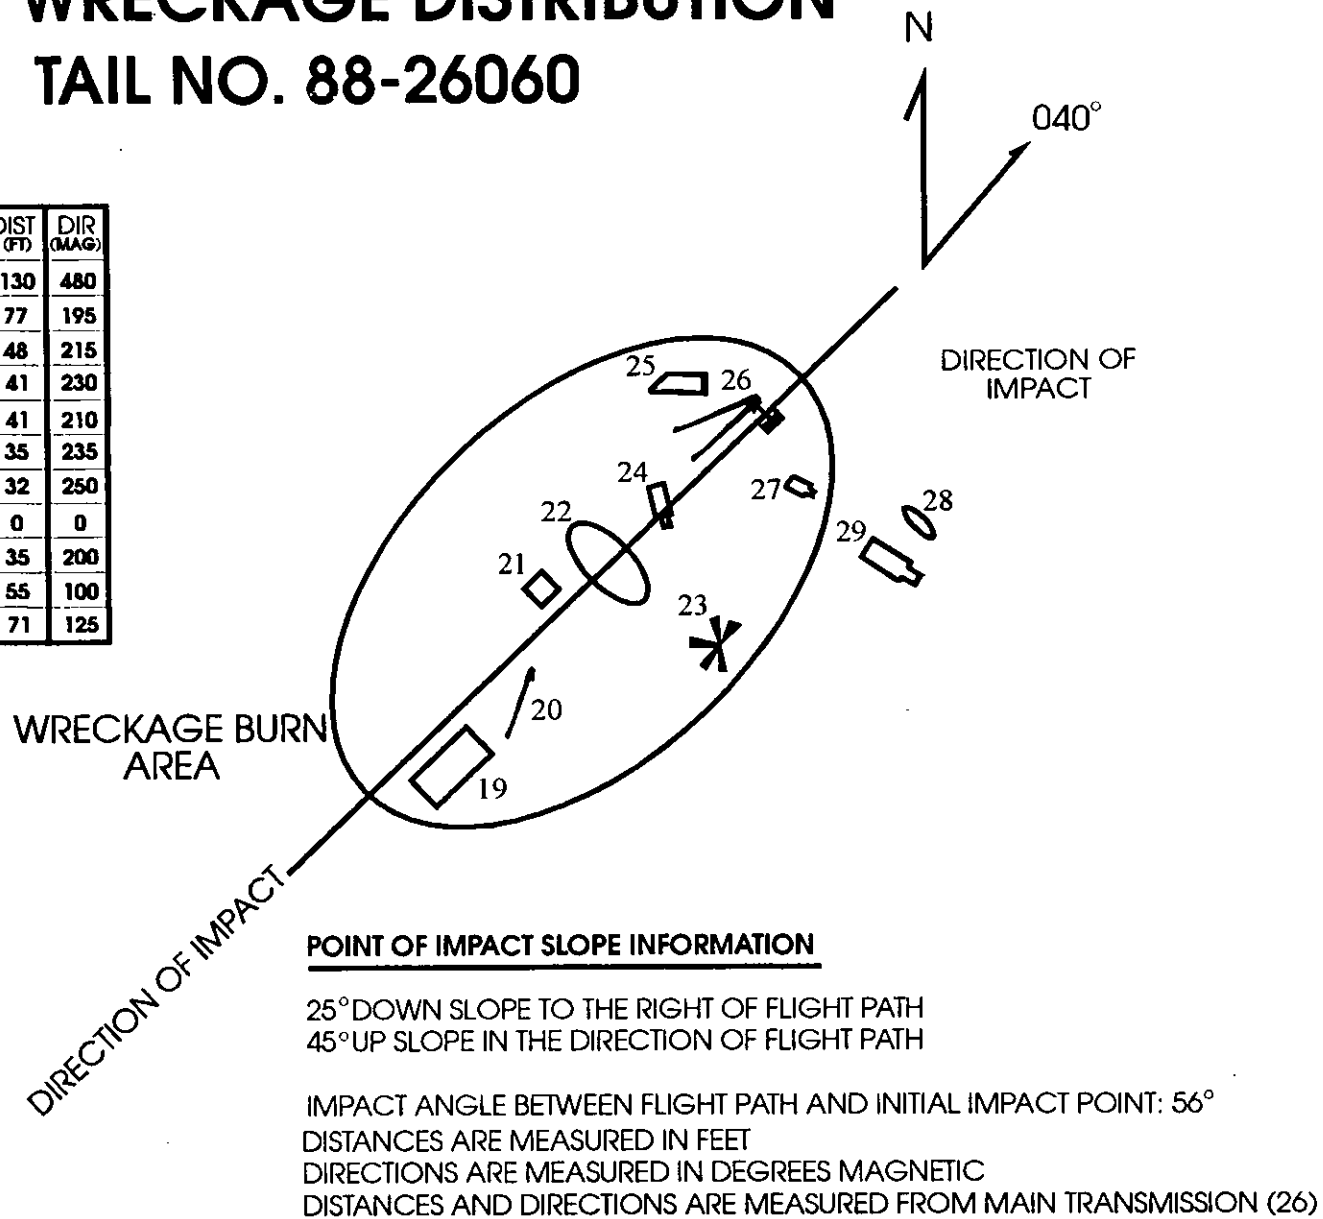 WRECKAGE DISTRIBUTION
TAIL NO. 88-26060
N
040°
DIST DIR
(FT) (MAG)
130 480
77 195
48 215
41 230
41 210
35 235
32 250
0 0
35 200
55 100
71 125
DIRECTION OF
IMPACT
25
26
24
27
28
22
29
21
23
20
19
WRECKAGE BURN
AREA
DIRECTION OF IMPACT
POINT OF IMPACT SLOPE INFORMATION
25° DOWN SLOPE TO THE RIGHT OF FLIGHT PATH
45° UP SLOPE IN THE DIRECTION OF FLIGHT PATH
IMPACT ANGLE BETWEEN FLIGHT PATH AND INITIAL IMPACT POINT: 56°
DISTANCES ARE MEASURED IN FEET
DIRECTIONS ARE MEASURED IN DEGREES MAGNETIC
DISTANCES AND DIRECTIONS ARE MEASURED FROM MAIN TRANSMISSION (26)